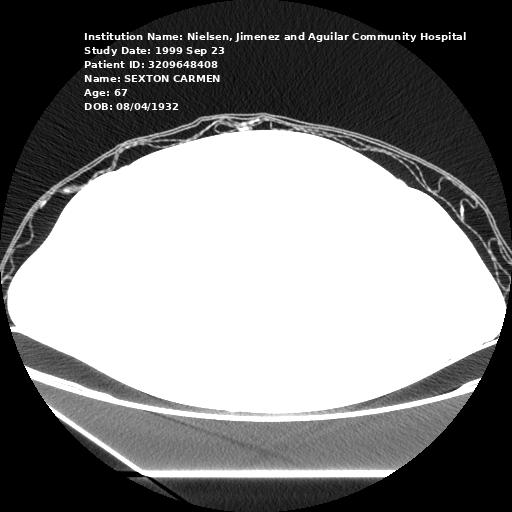 Institution Name: Nielsen, Jimenez and Aguilar Community Hospital
Study Date: 1999 Sep 23
Patient ID: 3209648408
Name: SEXTON CARMEN
Age: 67
DOB: 08/04/1932